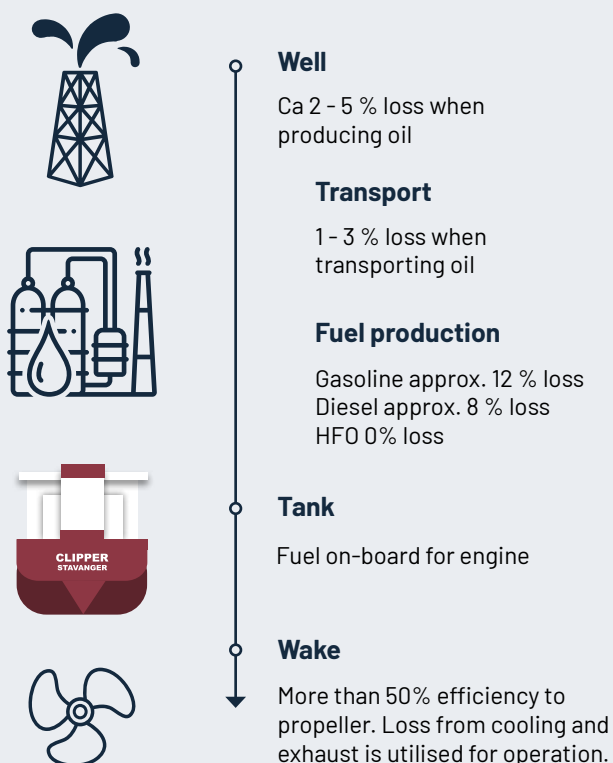 Well
Ca 2 - 5 % loss when
producing oil
Transport
1 - 3 % loss when
transporting oil
Fuel production
Gasoline approx. 12 % loss
Diesel approx. 8 % loss
HFO 0% loss
CLIPPER
STAVANGER
Tank
Fuel on-board for engine
Wake
More than 50% efficiency to
propeller. Loss from cooling and
exhaust is utilised for operation.